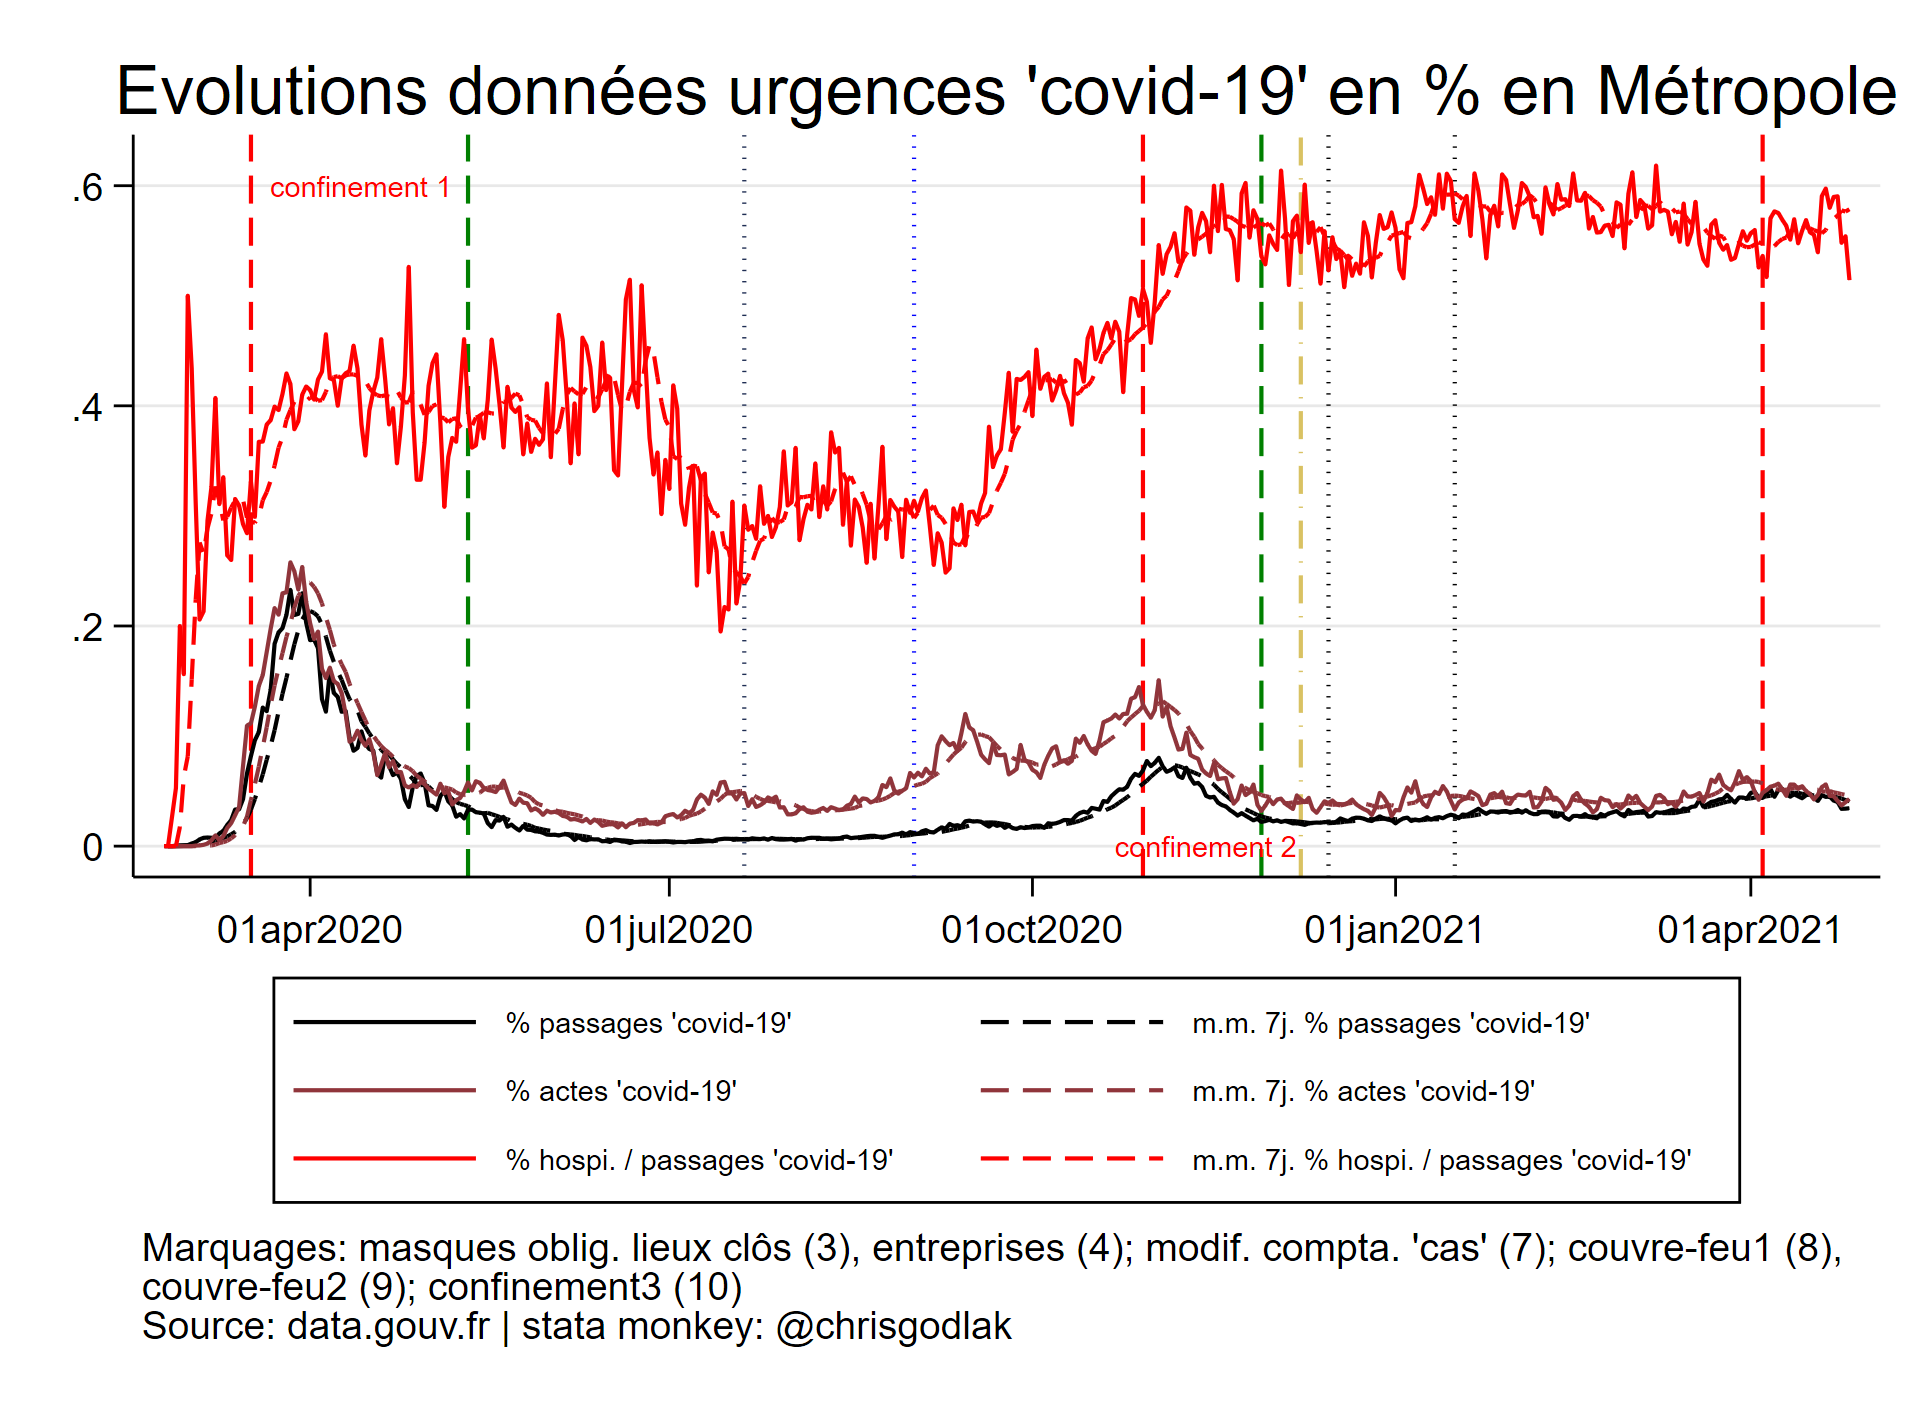 Evolutions données urgences 'covid-19' en % en Métropole
confinement 1
.6
.4
.2
0
confinement 2
01apr2020 01jul2020 01oct2020 01jan2021 01apr2021
% passages 'covid-19' m.m. 7j. % passages 'covid-19'
% actes 'covid-19' m.m. 7j. % actes 'covid-19'
% hospi. / passages 'covid-19' m.m. 7j. % hospi. / passages 'covid-19'
Marquages: masques oblig. lieux clôs (3), entreprises (4); modif. compta. 'cas' (7); couvre-feu1 (8),
couvre-feu2 (9); confinement3 (10)
Source: data.gouv.fr | stata monkey: @chrisgodlak